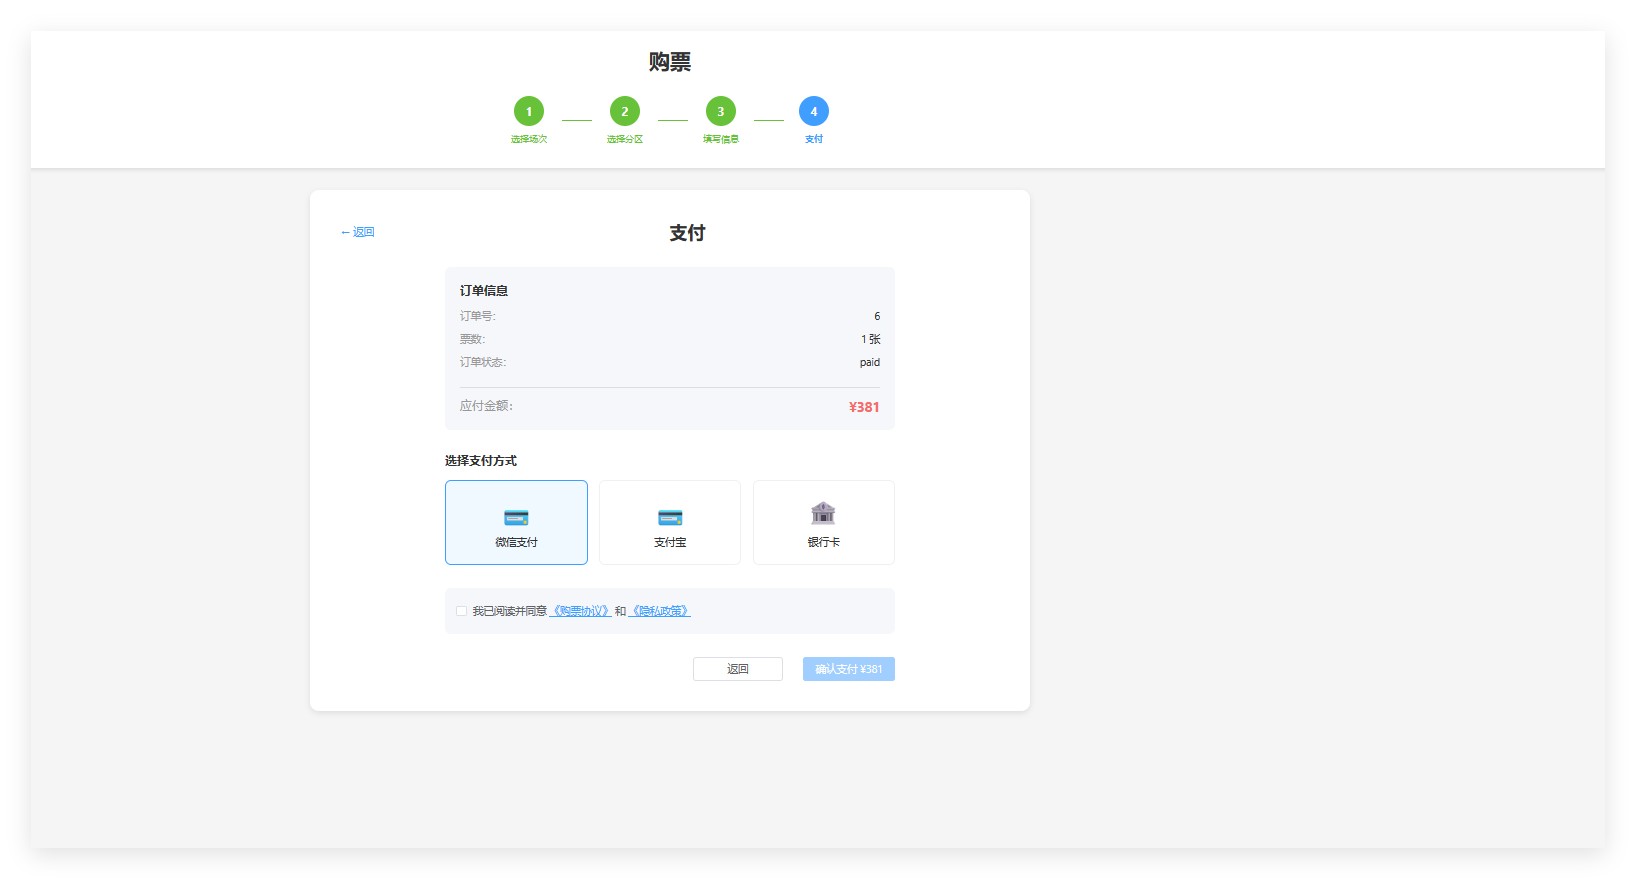 购票
1 2 3 4
选择场次 选择分区 填写信息 支付
← 返回 支付
订单信息
订单号: 6
票数: 1 张
订单状态: paid
应付金额: ¥381
选择支付方式
微信支付 支付宝 银行卡
我已阅读并同意《购票协议》和《隐私政策》
返回 确认支付 ¥381